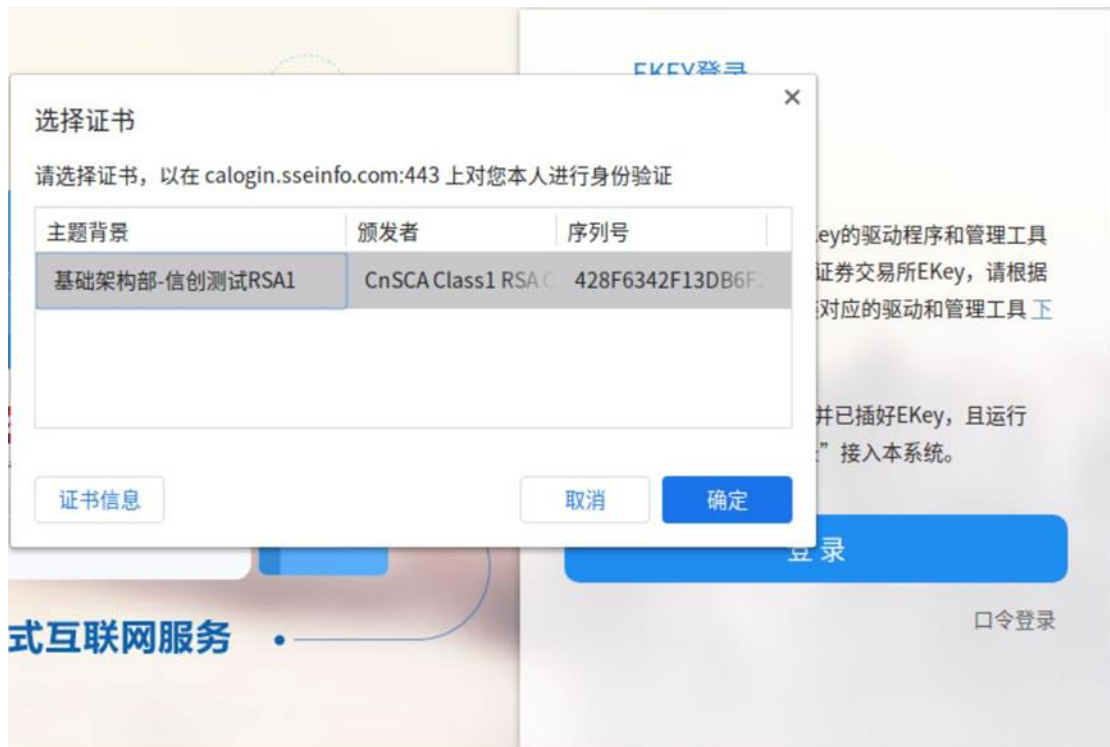 EKEY登录
选择证书
请选择证书，以在 calogin.sseinfo.com:443 上对您本人进行身份验证
主题背景 颁发者 序列号
基础架构部-信创测试RSA1 CnSCA Class1 RSA 428F6342F13DB6F2
ey的驱动程序和管理工具
证券交易所EKey，请根据
对应的驱动和管理工具 下
并已插好EKey，且运行
”接入本系统。
证书信息 取消 确定
登 录
口令登录
式互联网服务